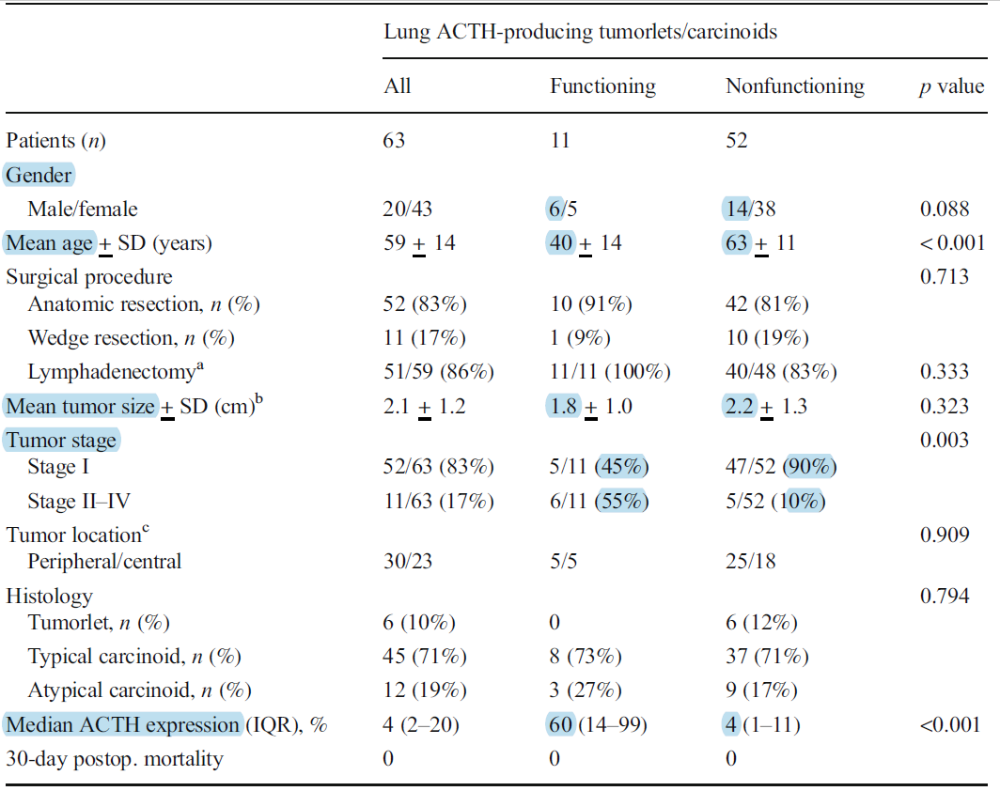 Lung ACTH-producing tumorlets/carcinoids
All Functioning Nonfunctioning p value
Patients (n) 63 11 52
Gender
Male/female 20/43 6/5 14/38 0.088
Mean age + SD (years) 59 + 14 40 + 14 63 + 11 < 0.001
Surgical procedure 0.713
Anatomic resection, n (%) 52 (83%) 10 (91%) 42 (81%)
Wedge resection, n (%) 11 (17%) 1 (9%) 10 (19%)
Lymphadenectomyᵃ 51/59 (86%) 11/11 (100%) 40/48 (83%) 0.333
Mean tumor size + SD (cm)ᵇ 2.1 + 1.2 1.8 + 1.0 2.2 + 1.3 0.323
Tumor stage 0.003
Stage I 52/63 (83%) 5/11 (45%) 47/52 (90%)
Stage II–IV 11/63 (17%) 6/11 (55%) 5/52 (10%)
Tumor locationᶜ 0.909
Peripheral/central 30/23 5/5 25/18
Histology 0.794
Tumorlet, n (%) 6 (10%) 0 6 (12%)
Typical carcinoid, n (%) 45 (71%) 8 (73%) 37 (71%)
Atypical carcinoid, n (%) 12 (19%) 3 (27%) 9 (17%)
Median ACTH expression (IQR), % 4 (2–20) 60 (14–99) 4 (1–11) <0.001
30-day postop. mortality 0 0 0